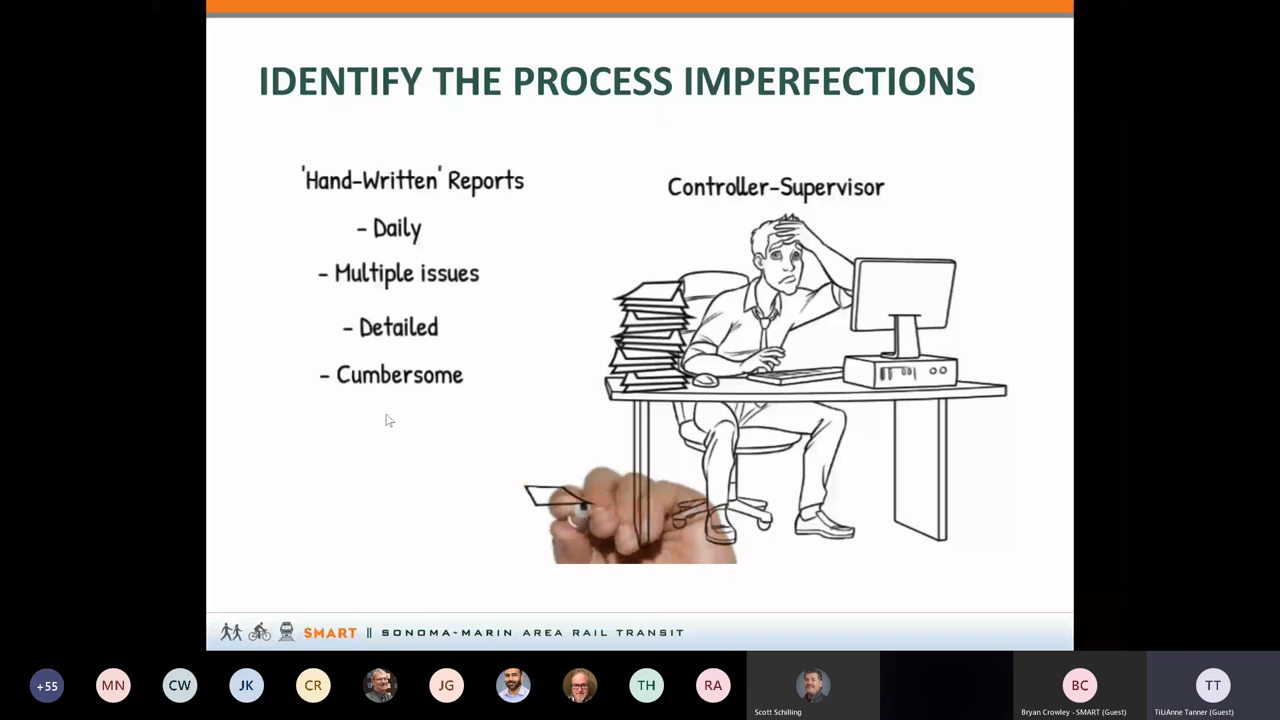 IDENTIFY THE PROCESS IMPERFECTIONS
'Hand-Written' Reports
- Daily
- Multiple issues
- Detailed
- Cumbersome
Controller-Supervisor
SMART || SONOMA-MARIN AREA RAIL TRANSIT
+55
MN
CW
JK
CR
JG
TH
RA
Scott Schilling
BC
Bryan Crowley - SMART (Guest)
TT
TiLiAnne Tanner (Guest)